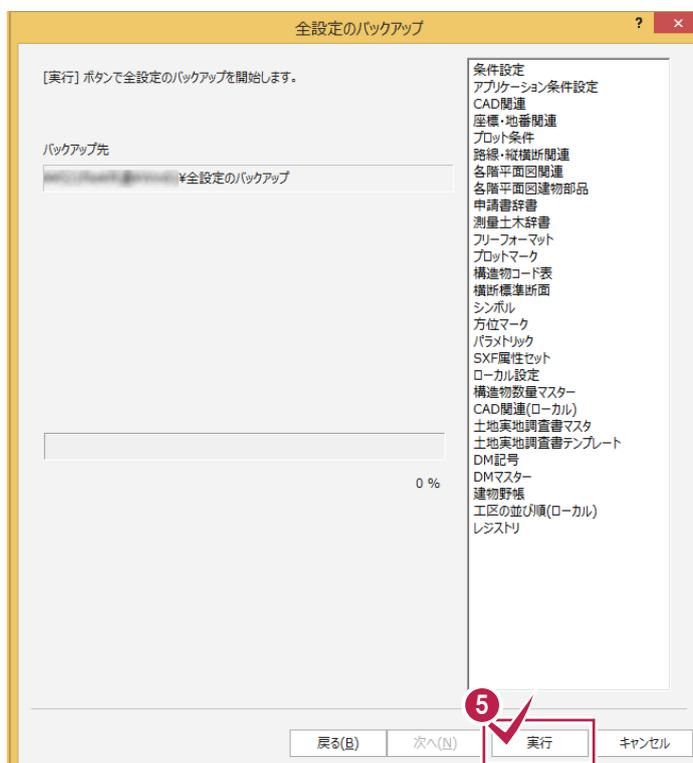 全設定のバックアップ
?
×
[実行] ボタンで全設定のバックアップを開始します。
バックアップ先
¥全設定のバックアップ
0 %
条件設定
アプリケーション条件設定
CAD関連
座標・地番関連
プロット条件
路線・縦横断関連
各階平面図関連
各階平面図建物部品
申請書辞書
測量土木辞書
フリーフォーマット
プロットマーク
構造物コード表
横断標準断面
シンボル
方位マーク
パラメトリック
SXF属性セット
ローカル設定
構造物数量マスター
CAD関連(ローカル)
土地実地調査書マスタ
土地実地調査書テンプレート
DM記号
DMマスター
建物野帳
工区の並び順(ローカル)
レジストリ
5
戻る(B)
次へ(N)
実行
キャンセル